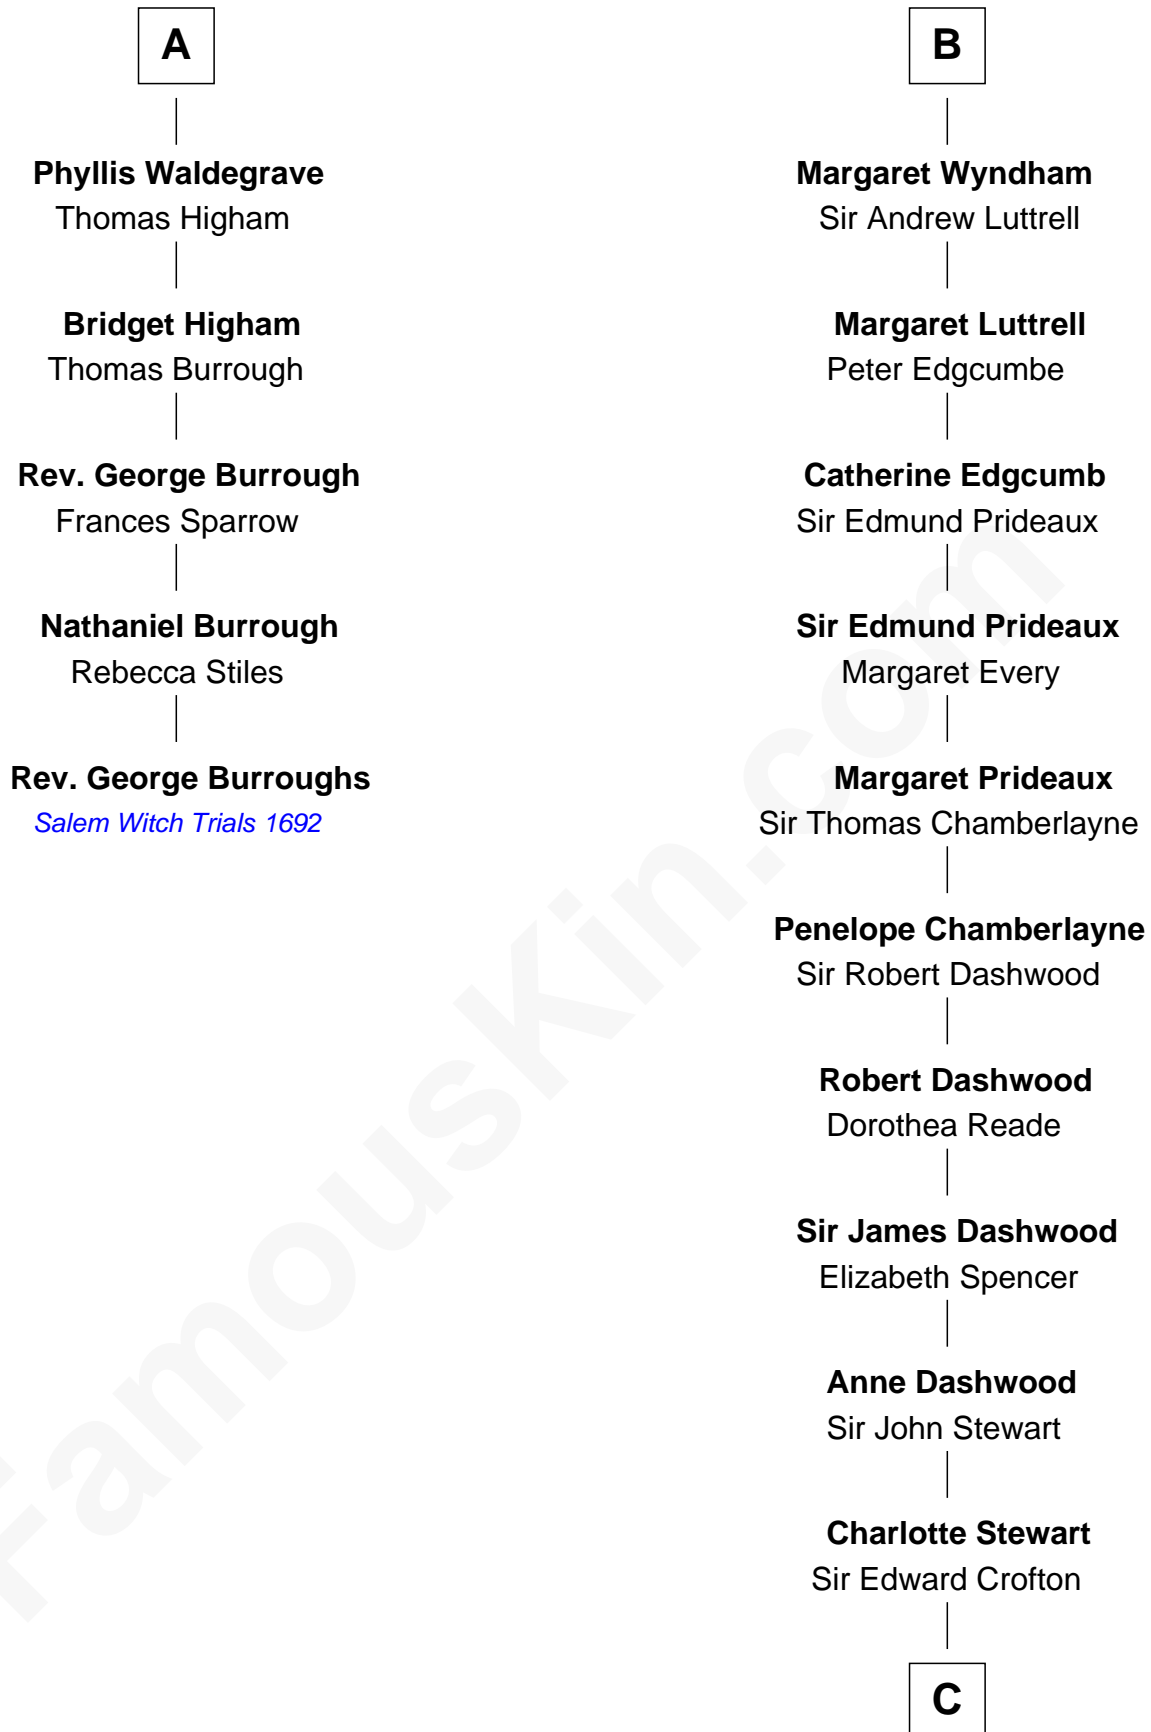 A
Phyllis Waldegrave
Thomas Higham
Bridget Higham
Thomas Burrough
Rev. George Burrough
Frances Sparrow
Nathaniel Burrough
Rebecca Stiles
Rev. George Burroughs
Salem Witch Trials 1692
B
Margaret Wyndham
Sir Andrew Luttrell
Margaret Luttrell
Peter Edgcumbe
Catherine Edgcumb
Sir Edmund Prideaux
Sir Edmund Prideaux
Margaret Every
Margaret Prideaux
Sir Thomas Chamberlayne
Penelope Chamberlayne
Sir Robert Dashwood
Robert Dashwood
Dorothea Reade
Sir James Dashwood
Elizabeth Spencer
Anne Dashwood
Sir John Stewart
Charlotte Stewart
Sir Edward Crofton
C
FamousKin.com